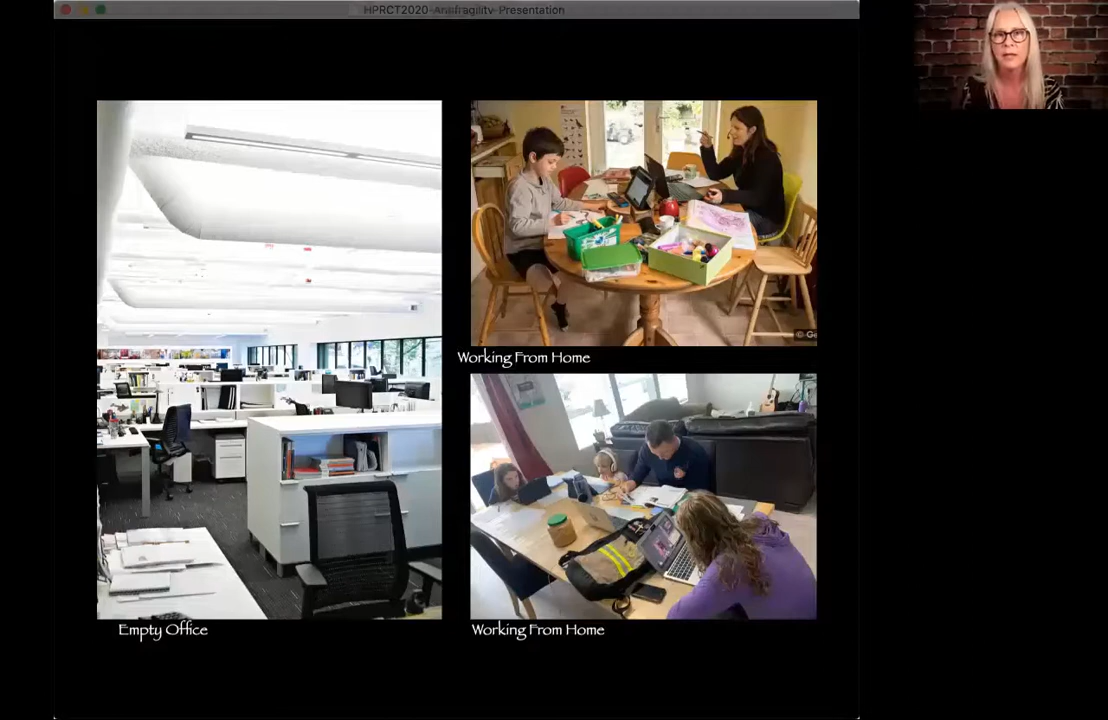 HPRCT2020-Antifragility-Presentation
Working From Home
Empty Office
Working From Home